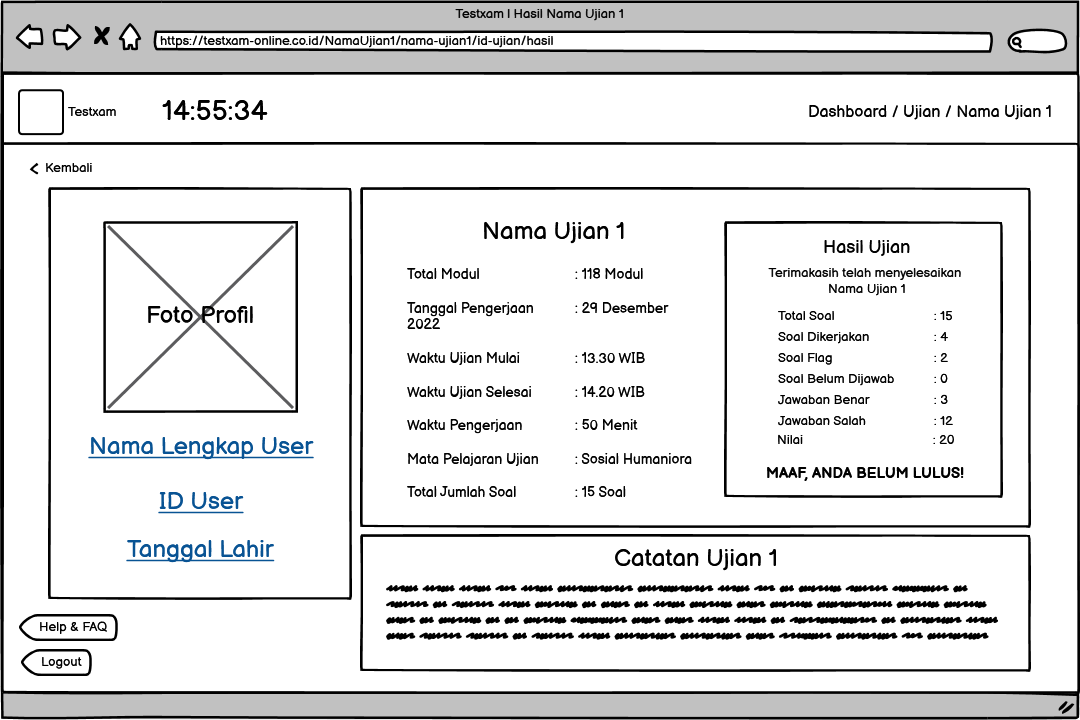 Testxam | Hasil Nama Ujian 1
https://testxam-online.co.id/NamaUjian1/nama-ujian1/id-ujian/hasil
Testxam
14:55:34
Dashboard / Ujian / Nama Ujian 1
Kembali
Foto Profil
Nama Lengkap User
ID User
Tanggal Lahir
Nama Ujian 1
Total Modul : 118 Modul
Tanggal Pengerjaan : 29 Desember
2022
Waktu Ujian Mulai : 13.30 WIB
Waktu Ujian Selesai : 14.20 WIB
Waktu Pengerjaan : 50 Menit
Mata Pelajaran Ujian : Sosial Humaniora
Total Jumlah Soal : 15 Soal
Hasil Ujian
Terimakasih telah menyelesaikan
Nama Ujian 1
Total Soal : 15
Soal Dikerjakan : 4
Soal Flag : 2
Soal Belum Dijawab : 0
Jawaban Benar : 3
Jawaban Salah : 12
Nilai : 20
MAAF, ANDA BELUM LULUS!
Catatan Ujian 1
Help & FAQ
Logout